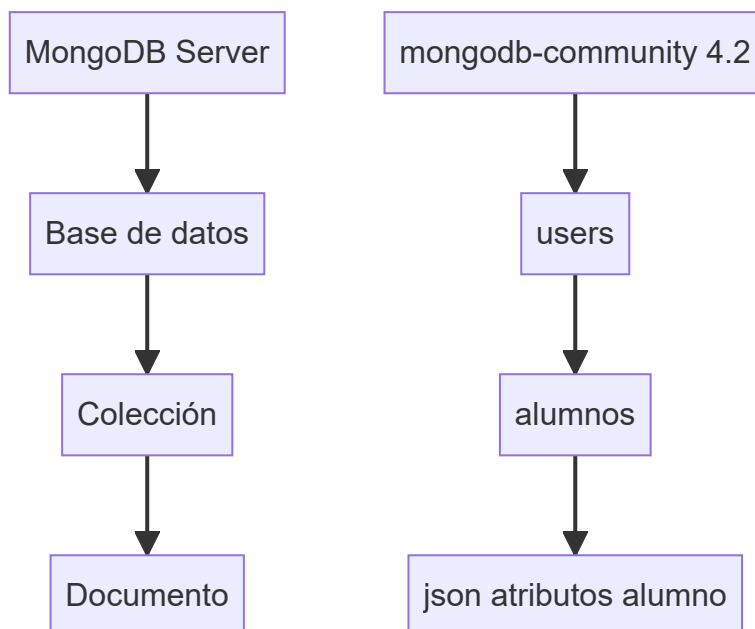 MongoDB Server
mongodb-community 4.2
Base de datos
users
Colección
alumnos
Documento
json atributos alumno